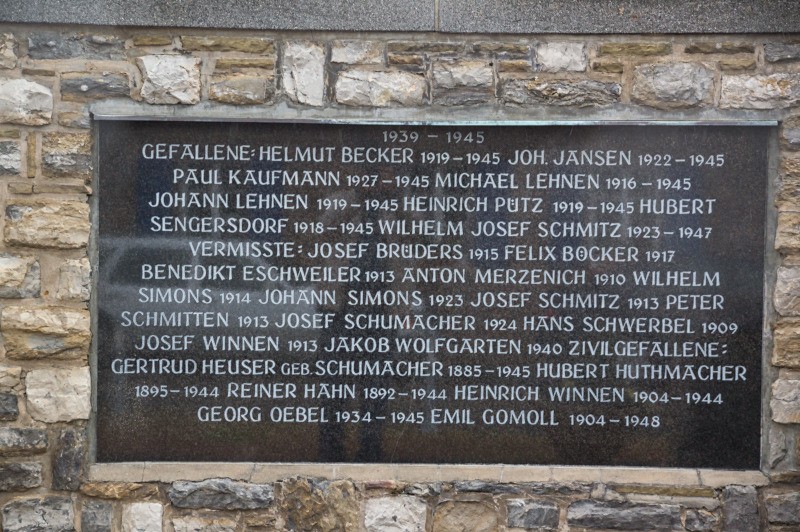 1939 – 1945
GEFALLENE: HELMUT BECKER 1919 – 1945 JOH. JANSEN 1922 – 1945
PAUL KAUFMANN 1927 – 1945 MICHAEL LEHNEN 1916 – 1945
JOHANN LEHNEN 1919 – 1945 HEINRICH PÜTZ 1919 – 1945 HUBERT
SENGERSDORF 1918 – 1945 WILHELM JOSEF SCHMITZ 1923 – 1947
VERMISSTE: JOSEF BRÜDERS 1915 FELIX BÖCKER 1917
BENEDIKT ESCHWEILER 1913 ANTON MERZENICH 1910 WILHELM
SIMONS 1914 JOHANN SIMONS 1923 JOSEF SCHMITZ 1913 PETER
SCHMITTEN 1913 JOSEF SCHUMACHER 1924 HANS SCHWERBEL 1909
JOSEF WINNEN 1913 JAKOB WOLFGARTEN 1940 ZIVILGEFALLENE:
GERTRUD HEUSER GEB. SCHUMACHER 1885 – 1945 HUBERT HUTHMACHER
1895 – 1944 REINER HAHN 1892 – 1944 HEINRICH WINNEN 1904 – 1944
GEORG OEBEL 1934 – 1945 EMIL GOMOLL 1904 – 1948